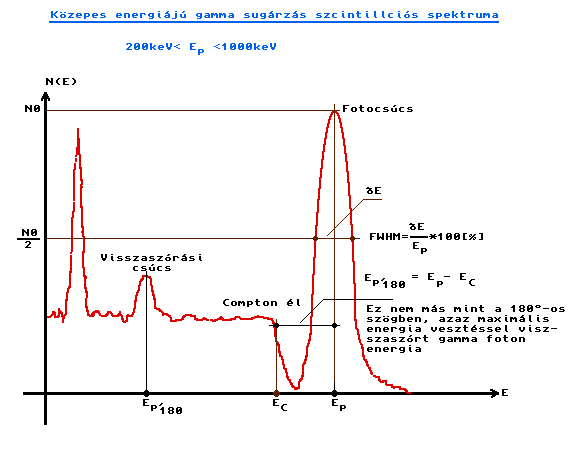 Közepes energiájú gamma sugárzás szcintillciós spektruma
200keV< Ep <1000keV
N(E)
N0
Fotocsúcs
δE
N0
2
FWHM=δE/Ep*100[%]
Visszaszórási
csúcs
Ep'180 = Ep- EC
Compton él
Ez nem más mint a 180°-os
szögben, azaz maximális
energia vesztéssel visz-
szaszórt gamma foton
energia
E
Ep'180
EC
Ep